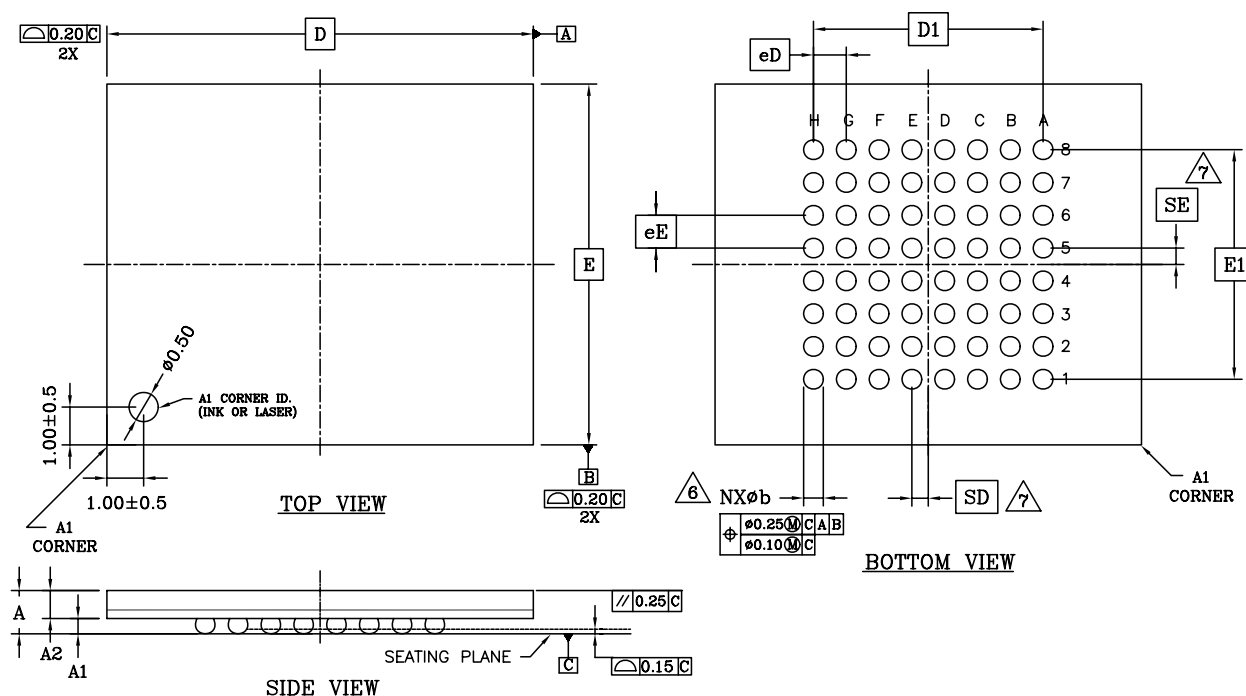 ⌓ 0.20 C
2X
D
A
E
ø0.50
A1 CORNER ID.
(INK OR LASER)
1.00±0.5
1.00±0.5
A1
CORNER
TOP VIEW
B
⌓ 0.20 C
2X
D1
eD
H G F E D C B A
8
7
6
5
4
3
2
1
7
SE
eE
E1
6
NXøb
⌖ ø0.25Ⓜ C A B
ø0.10Ⓜ C
SD
7
A1
CORNER
BOTTOM VIEW
A
A2
A1
// 0.25 C
SEATING PLANE
C
⌓ 0.15 C
SIDE VIEW